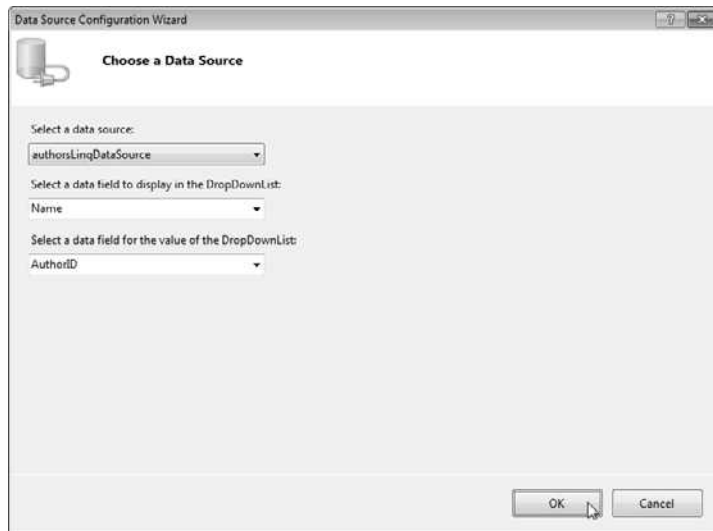 Data Source Configuration Wizard
Choose a Data Source
Select a data source:
authorsLinqDataSource
Select a data field to display in the DropDownList:
Name
Select a data field for the value of the DropDownList:
AuthorID
OK
Cancel